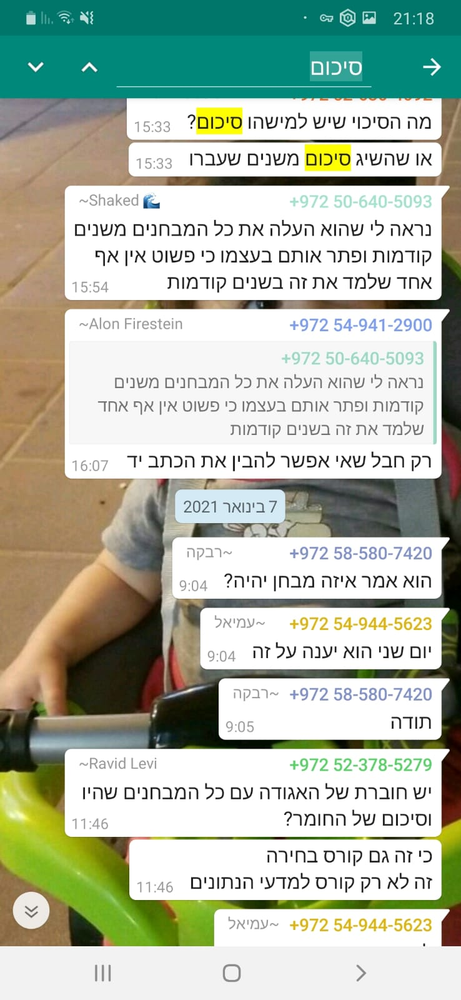 21:18
סיכום
מה הסיכוי שיש למישהו סיכום?
15:33
או שהשיג סיכום משנים שעברו
15:33
+972 50-640-5093 ~Shaked 🌊
נראה לי שהוא העלה את כל המבחנים משנים
קודמות ופתר אותם בעצמו כי פשוט אין אף
אחד שלמד את זה בשנים קודמות
15:54
+972 54-941-2900 ~Alon Firestein
+972 50-640-5093
נראה לי שהוא העלה את כל המבחנים משנים
קודמות ופתר אותם בעצמו כי פשוט אין אף אחד
שלמד את זה בשנים קודמות
רק חבל שאי אפשר להבין את הכתב יד
16:07
7 בינואר 2021
+972 58-580-7420 ~רבקה
הוא אמר איזה מבחן יהיה?
9:04
+972 54-944-5623 ~עמיאל
יום שני הוא יענה על זה
9:04
+972 58-580-7420 ~רבקה
תודה
9:05
+972 52-378-5279 ~Ravid Levi
יש חוברת של האגודה עם כל המבחנים שהיו
וסיכום של החומר?
11:46
כי זה גם קורס בחירה
זה לא רק קורס למדעי הנתונים
11:46
+972 54-944-5623 ~עמיאל